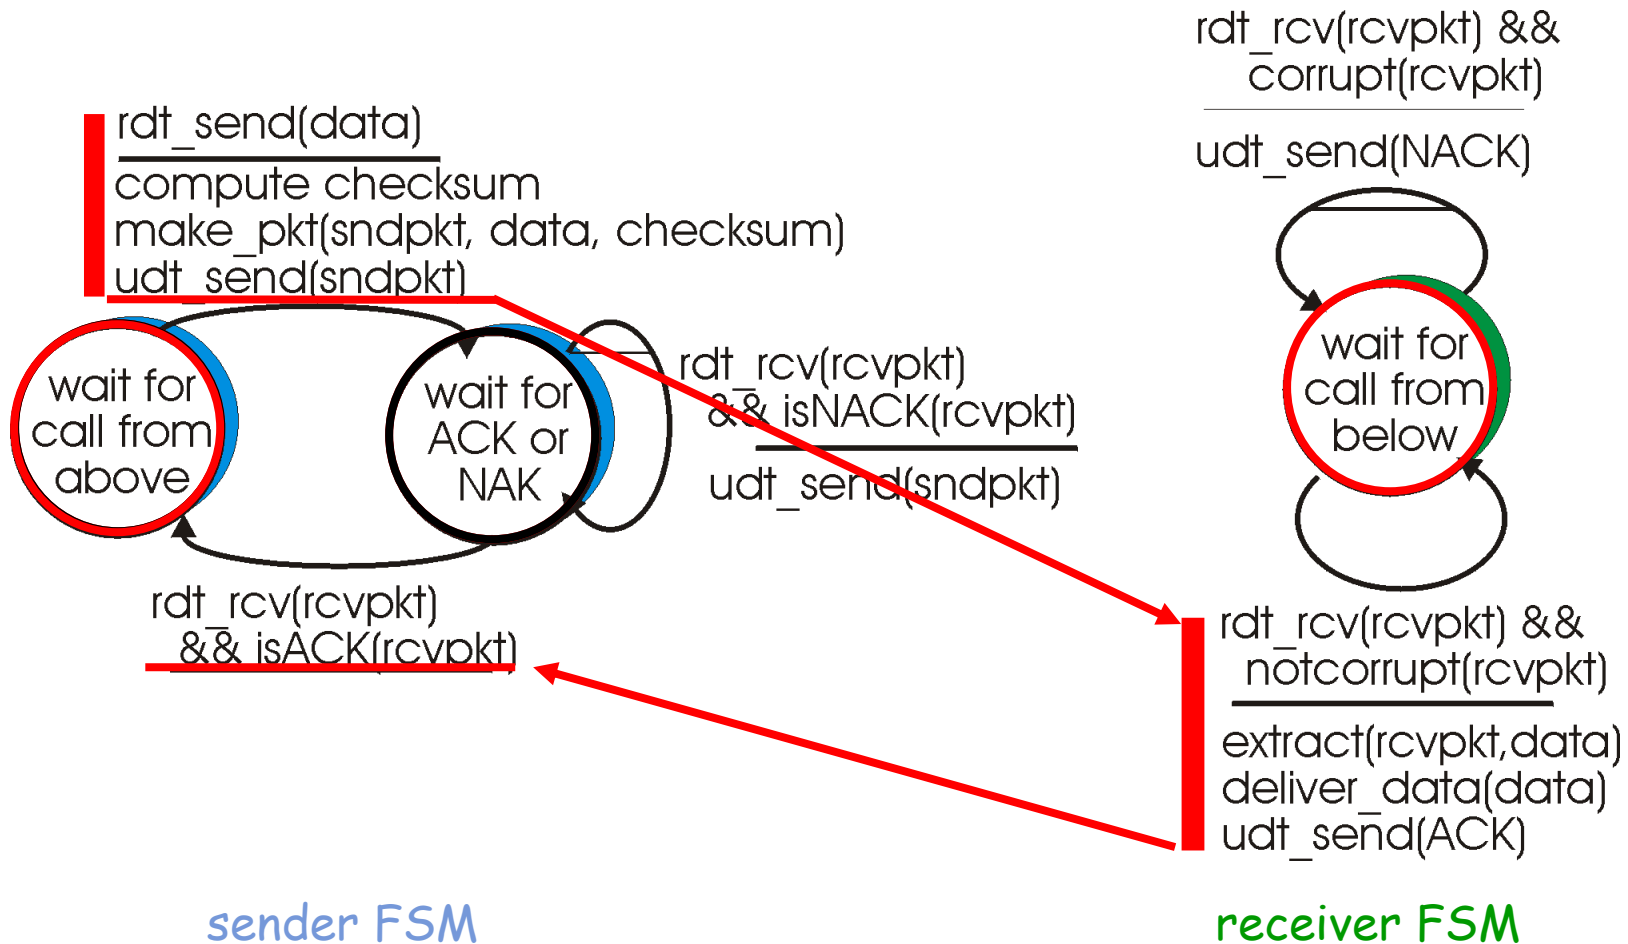 rdt_send(data)
compute checksum
make_pkt(sndpkt, data, checksum)
udt_send(sndpkt)
wait for
call from
above
wait for
ACK or
NAK
rdt_rcv(rcvpkt)
&& isNACK(rcvpkt)
udt_send(sndpkt)
rdt_rcv(rcvpkt)
&& isACK(rcvpkt)
sender FSM
rdt_rcv(rcvpkt) &&
corrupt(rcvpkt)
udt_send(NACK)
wait for
call from
below
rdt_rcv(rcvpkt) &&
notcorrupt(rcvpkt)
extract(rcvpkt,data)
deliver_data(data)
udt_send(ACK)
receiver FSM